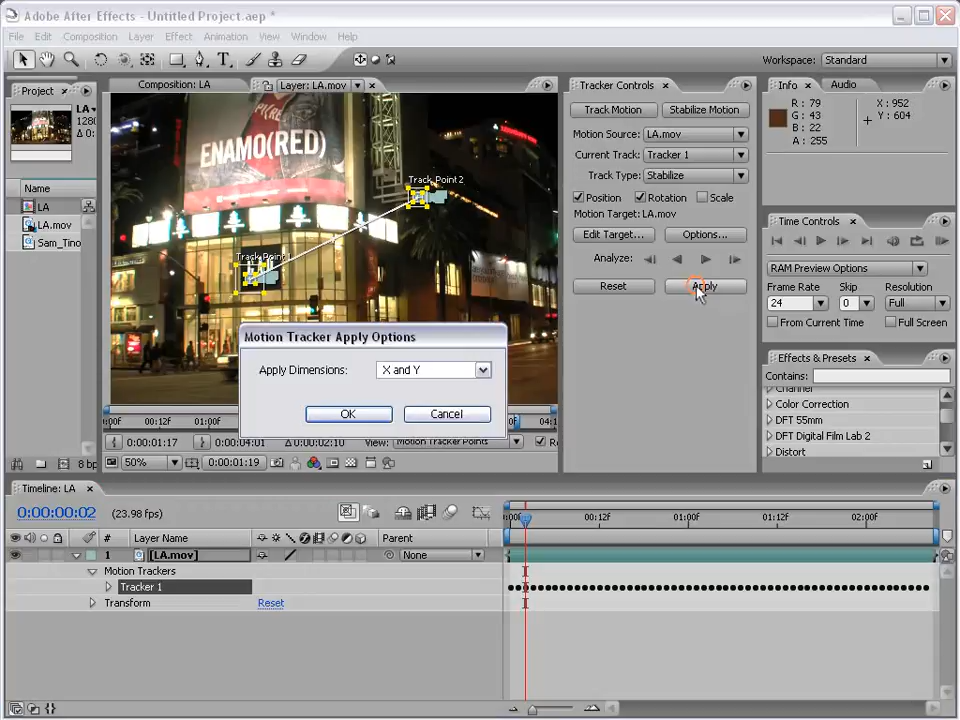 Adobe After Effects - Untitled Project.aep *
File Edit Composition Layer Effect Animation View Window Help
Workspace: Standard
Project
LA
1280
Δ 0:
Name
LA
LA.mov
Sam_Tino
8 bp
Composition: LA
Layer: LA.mov
ENAMO(RED)
Track Point 2
Track Point 1
Motion Tracker Apply Options
Apply Dimensions: X and Y
OK Cancel
01:00f
0:00:01:17 0:00:04:01 Δ 0:00:02:10 View: Motion Tracker Points
50% 0:00:01:19
Tracker Controls
Track Motion Stabilize Motion
Motion Source: LA.mov
Current Track: Tracker 1
Track Type: Stabilize
Position Rotation Scale
Motion Target: LA.mov
Edit Target... Options...
Analyze:
Reset Apply
Info Audio
R : 79 X : 952
G : 43 Y : 604
B : 22
A : 255
Time Controls
RAM Preview Options
Frame Rate Skip Resolution
24 0 Full
From Current Time Full Screen
Effects & Presets
Contains:
Channel
Color Correction
DFT 55mm
DFT Digital Film Lab 2
Distort
Timeline: LA
0:00:00:02 (23.98 fps)
00:12f 01:00f 01:12f 02:00f
# Layer Name Parent
1 [LA.mov] None
Motion Trackers
Tracker 1
Transform Reset